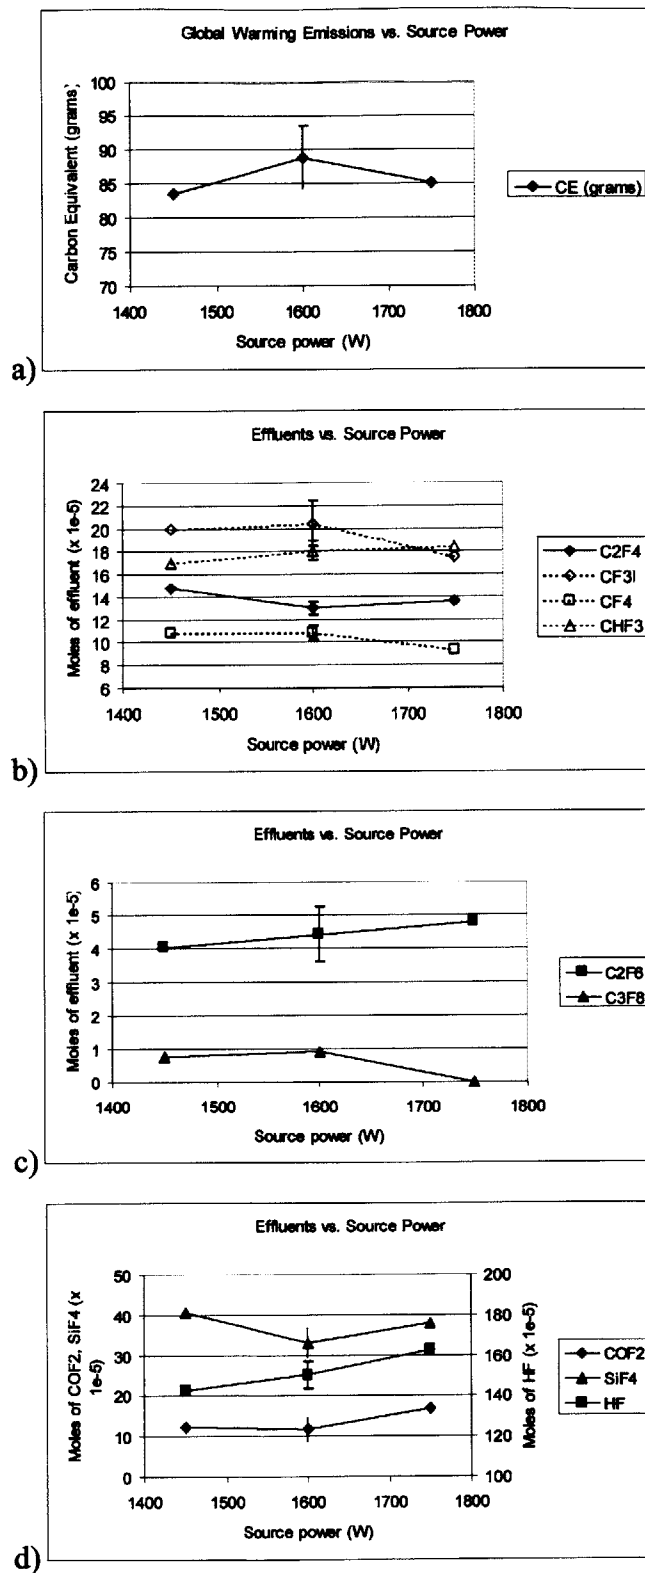 Global Warming Emissions vs. Source Power
Carbon Equivalent (grams)
100
95
90
85
80
75
70
1400 1500 1600 1700 1800
Source power (W)
CE (grams)
a)
Effluents vs. Source Power
Moles of effluent (x 1e-5)
24
22
20
18
16
14
12
10
8
6
1400 1500 1600 1700 1800
Source power (W)
C2F4
CF3I
CF4
CHF3
b)
Effluents vs. Source Power
Moles of effluent (x 1e-5)
6
5
4
3
2
1
0
1400 1500 1600 1700 1800
Source power (W)
C2F6
C3F8
c)
Effluents vs. Source Power
Moles of COF2, SiF4 (x
1e-5)
50
40
30
20
10
0
200
180
160
140
120
100
Moles of HF (x 1e-5)
1400 1500 1600 1700 1800
Source power (W)
COF2
SiF4
HF
d)